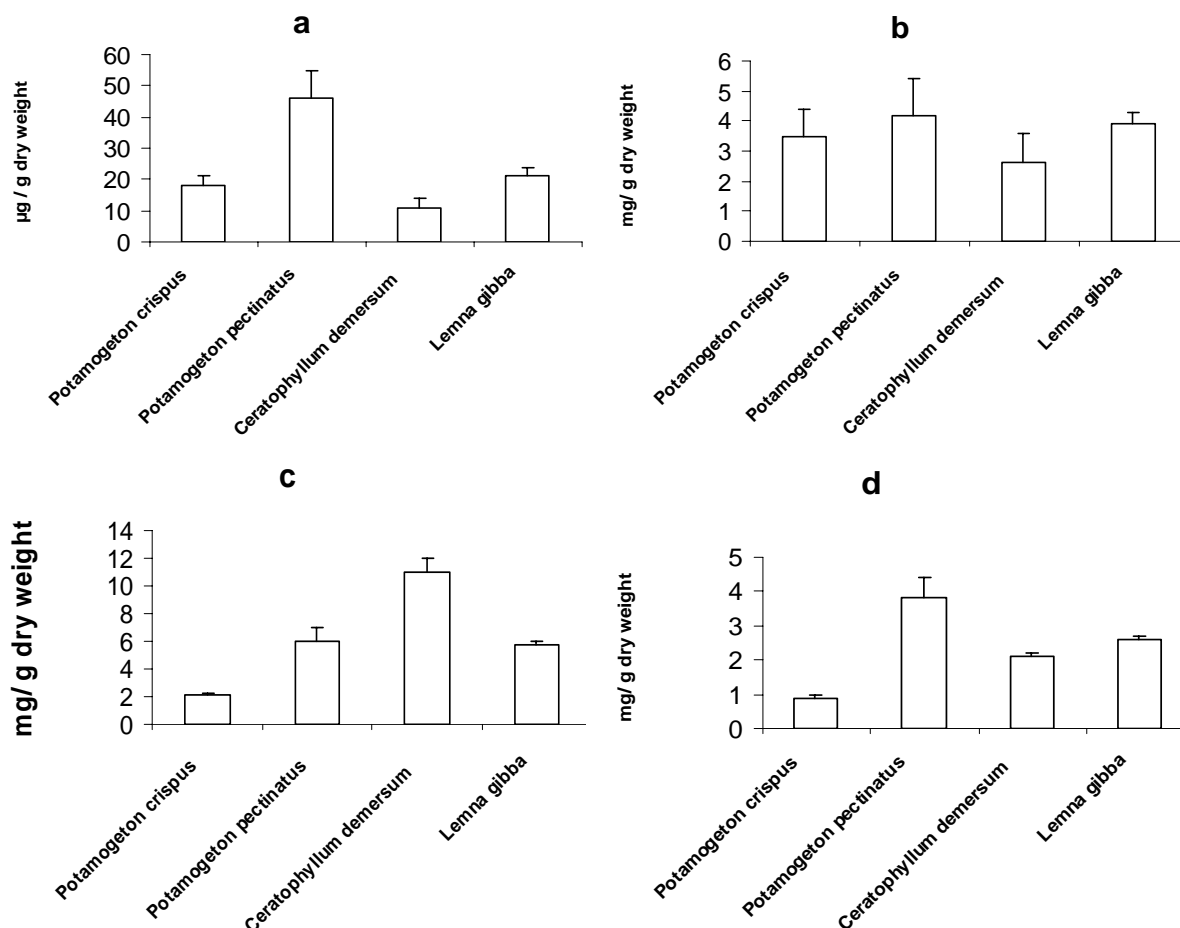 a
µg / g dry weight
60
50
40
30
20
10
0
Potamogeton crispus
Potamogeton pectinatus
Ceratophyllum demersum
Lemna gibba
b
mg/ g dry weight
6
5
4
3
2
1
0
Potamogeton crispus
Potamogeton pectinatus
Ceratophyllum demersum
Lemna gibba
c
mg/ g dry weight
14
12
10
8
6
4
2
0
Potamogeton crispus
Potamogeton pectinatus
Ceratophyllum demersum
Lemna gibba
d
mg/ g dry weight
5
4
3
2
1
0
Potamogeton crispus
Potamogeton pectinatus
Ceratophyllum demersum
Lemna gibba